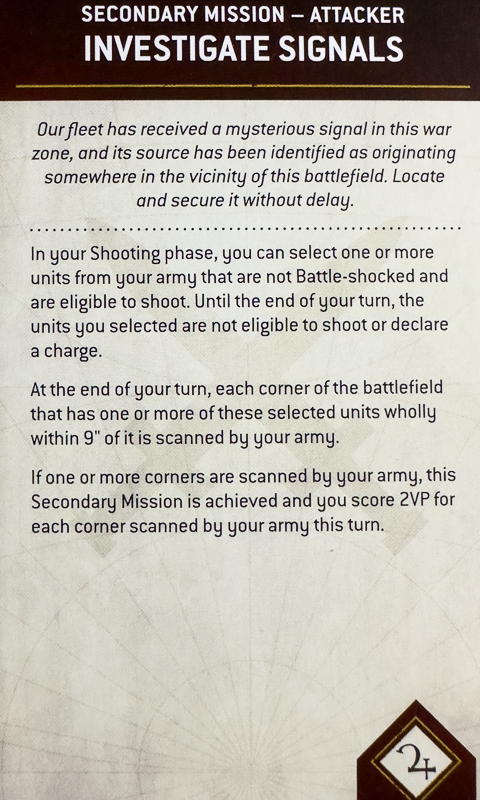 SECONDARY MISSION – ATTACKER
INVESTIGATE SIGNALS
Our fleet has received a mysterious signal in this war
zone, and its source has been identified as originating
somewhere in the vicinity of this battlefield. Locate
and secure it without delay.
In your Shooting phase, you can select one or more
units from your army that are not Battle-shocked and
are eligible to shoot. Until the end of your turn, the
units you selected are not eligible to shoot or declare
a charge.
At the end of your turn, each corner of the battlefield
that has one or more of these selected units wholly
within 9" of it is scanned by your army.
If one or more corners are scanned by your army, this
Secondary Mission is achieved and you score 2VP for
each corner scanned by your army this turn.